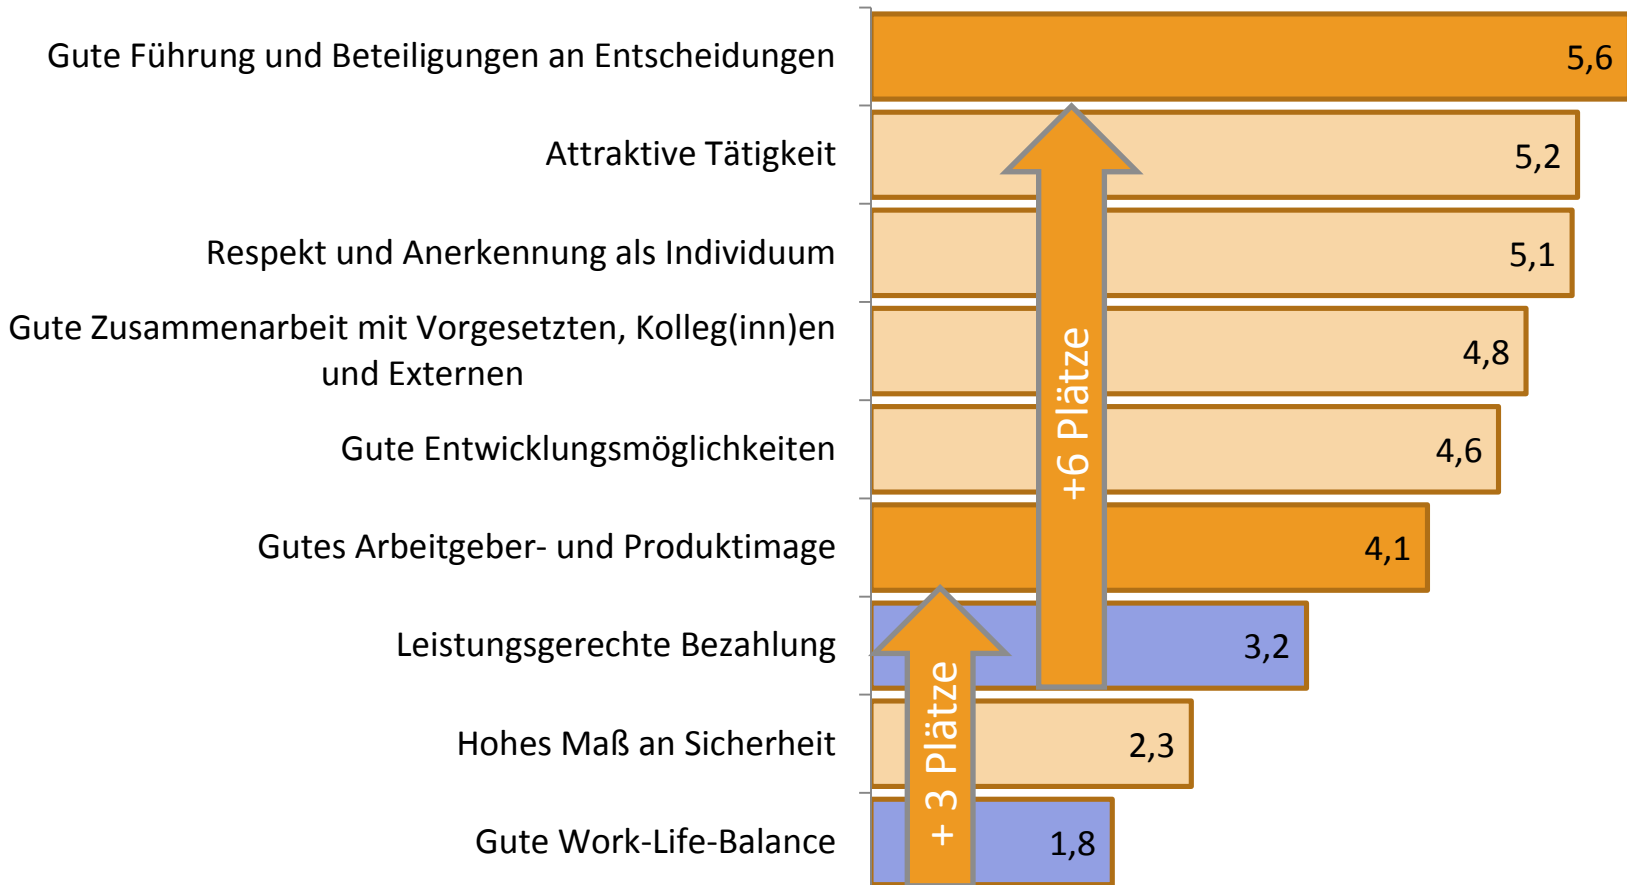 Gute Führung und Beteiligungen an Entscheidungen
5,6
Attraktive Tätigkeit
5,2
Respekt und Anerkennung als Individuum
5,1
Gute Zusammenarbeit mit Vorgesetzten, Kolleg(inn)en
und Externen
4,8
Gute Entwicklungsmöglichkeiten
4,6
Gutes Arbeitgeber- und Produktimage
4,1
Leistungsgerechte Bezahlung
3,2
Hohes Maß an Sicherheit
2,3
Gute Work-Life-Balance
1,8
+ 3 Plätze
+6 Plätze